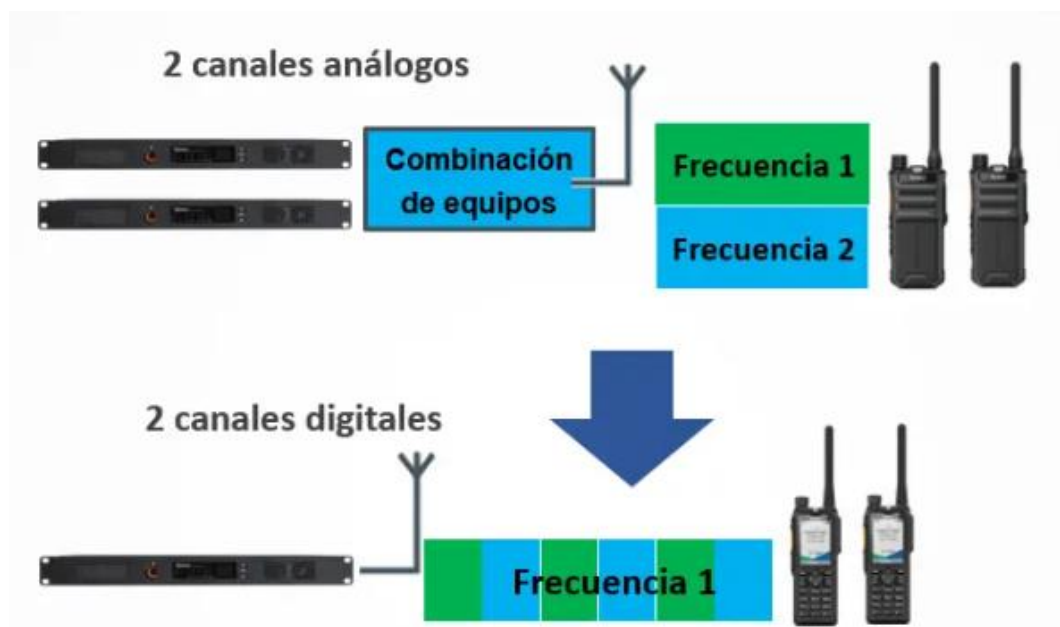 2 canales análogos
Combinación
de equipos
Frecuencia 1
Frecuencia 2
2 canales digitales
Frecuencia 1